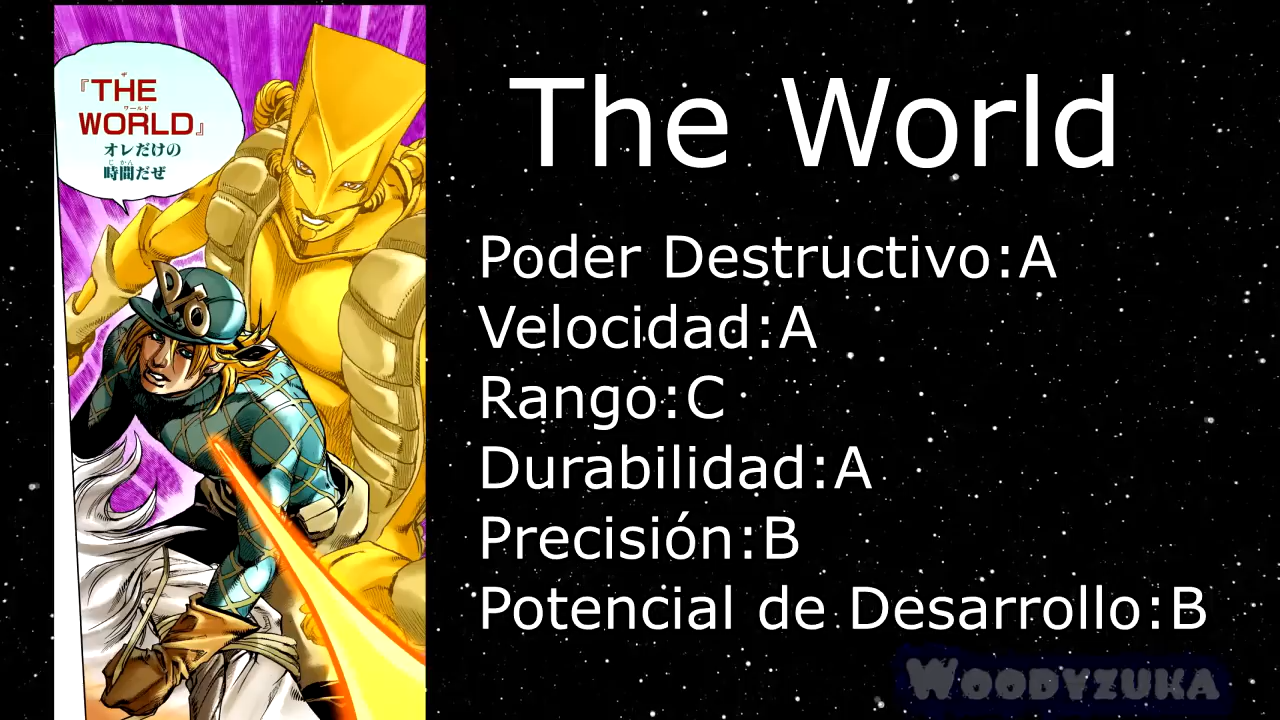 『THE
WORLD』
オレだけの
時間だぜ
DIO
The World
Poder Destructivo:A
Velocidad:A
Rango:C
Durabilidad:A
Precisión:B
Potencial de Desarrollo:B
Woodyzuka